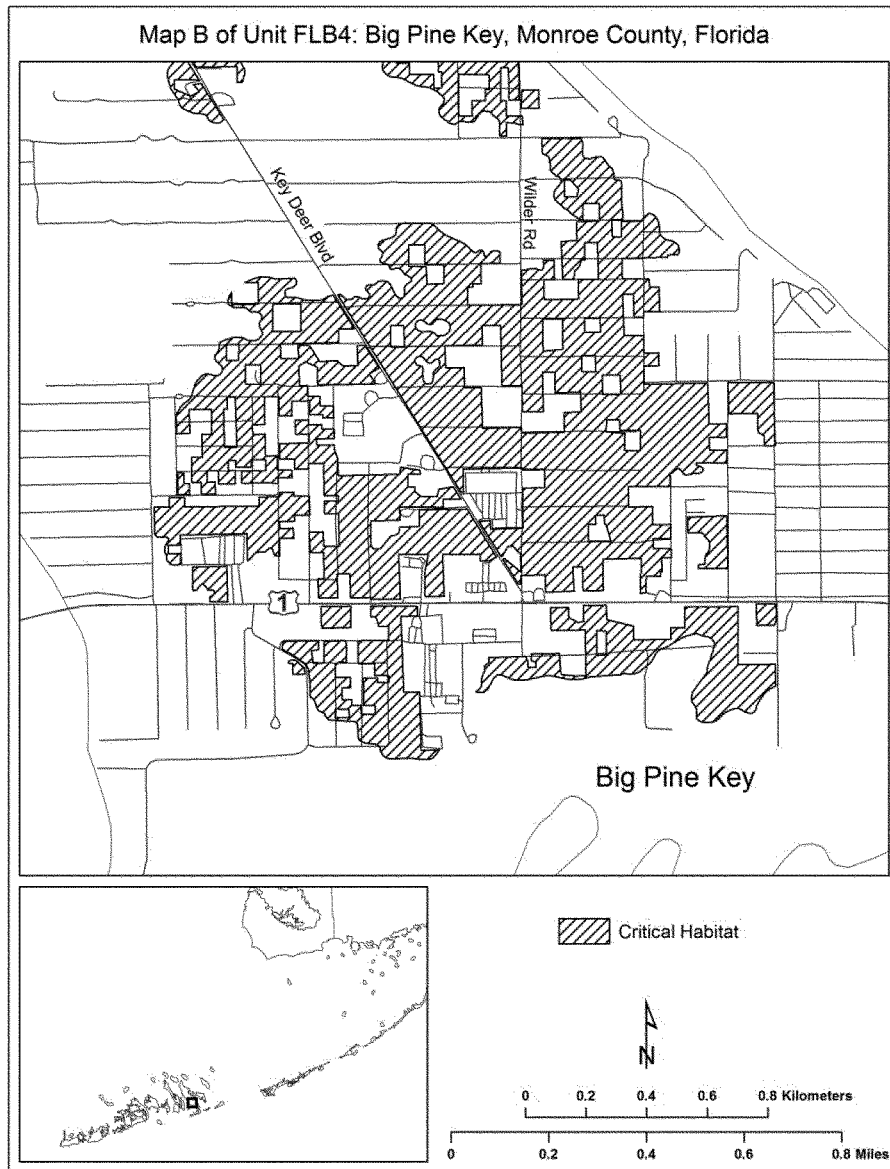 Map B of Unit FLB4: Big Pine Key, Monroe County, Florida
Key Deer Blvd
Wilder Rd
1
Big Pine Key
Critical Habitat
N
0 0.2 0.4 0.6 0.8 Kilometers
0 0.2 0.4 0.6 0.8 Miles